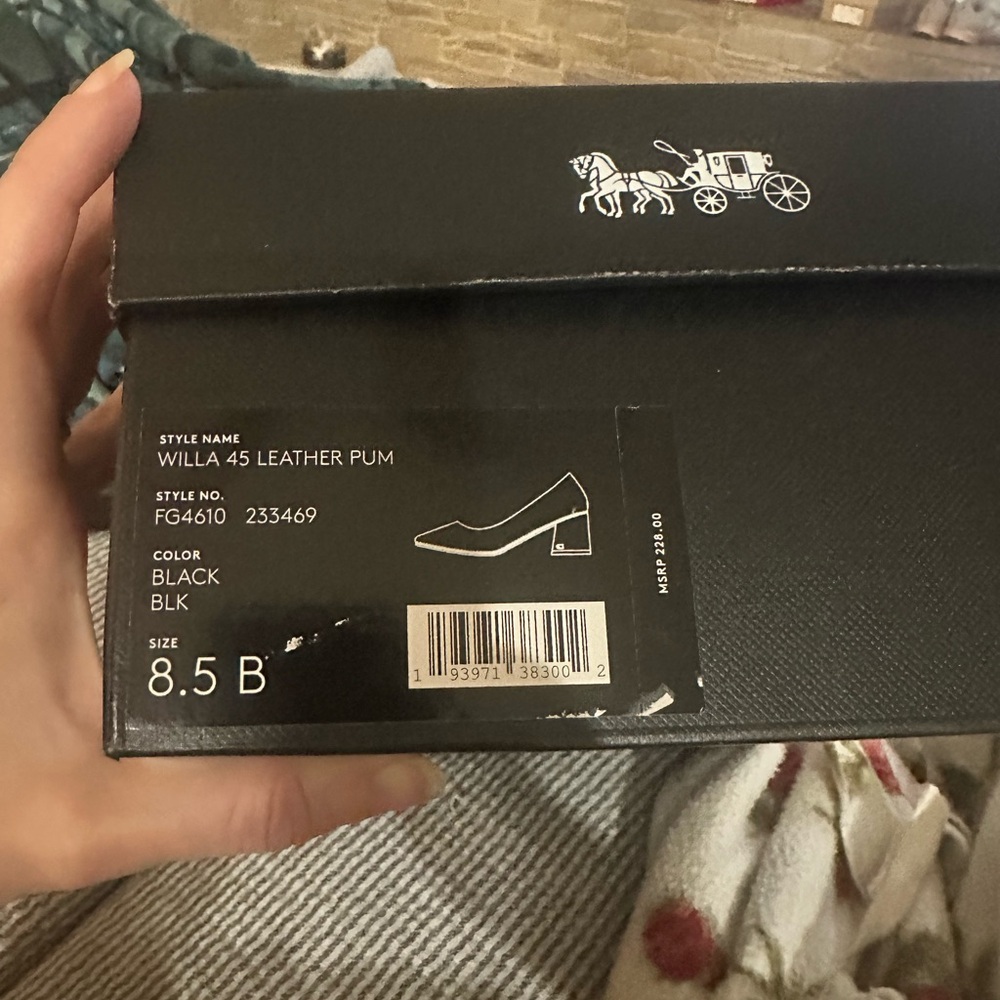 STYLE NAME
WILLA 45 LEATHER PUM
STYLE NO.
FG4610 233469
COLOR
BLACK
BLK
SIZE
8.5 B
1 93971 38300 2
MSRP 228.00